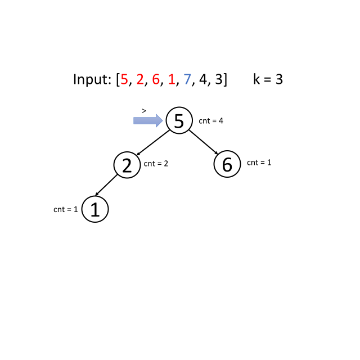 Input: [5, 2, 6, 1, 7, 4, 3] k = 3
>
5 cnt = 4
2 cnt = 2
6 cnt = 1
cnt = 1 1